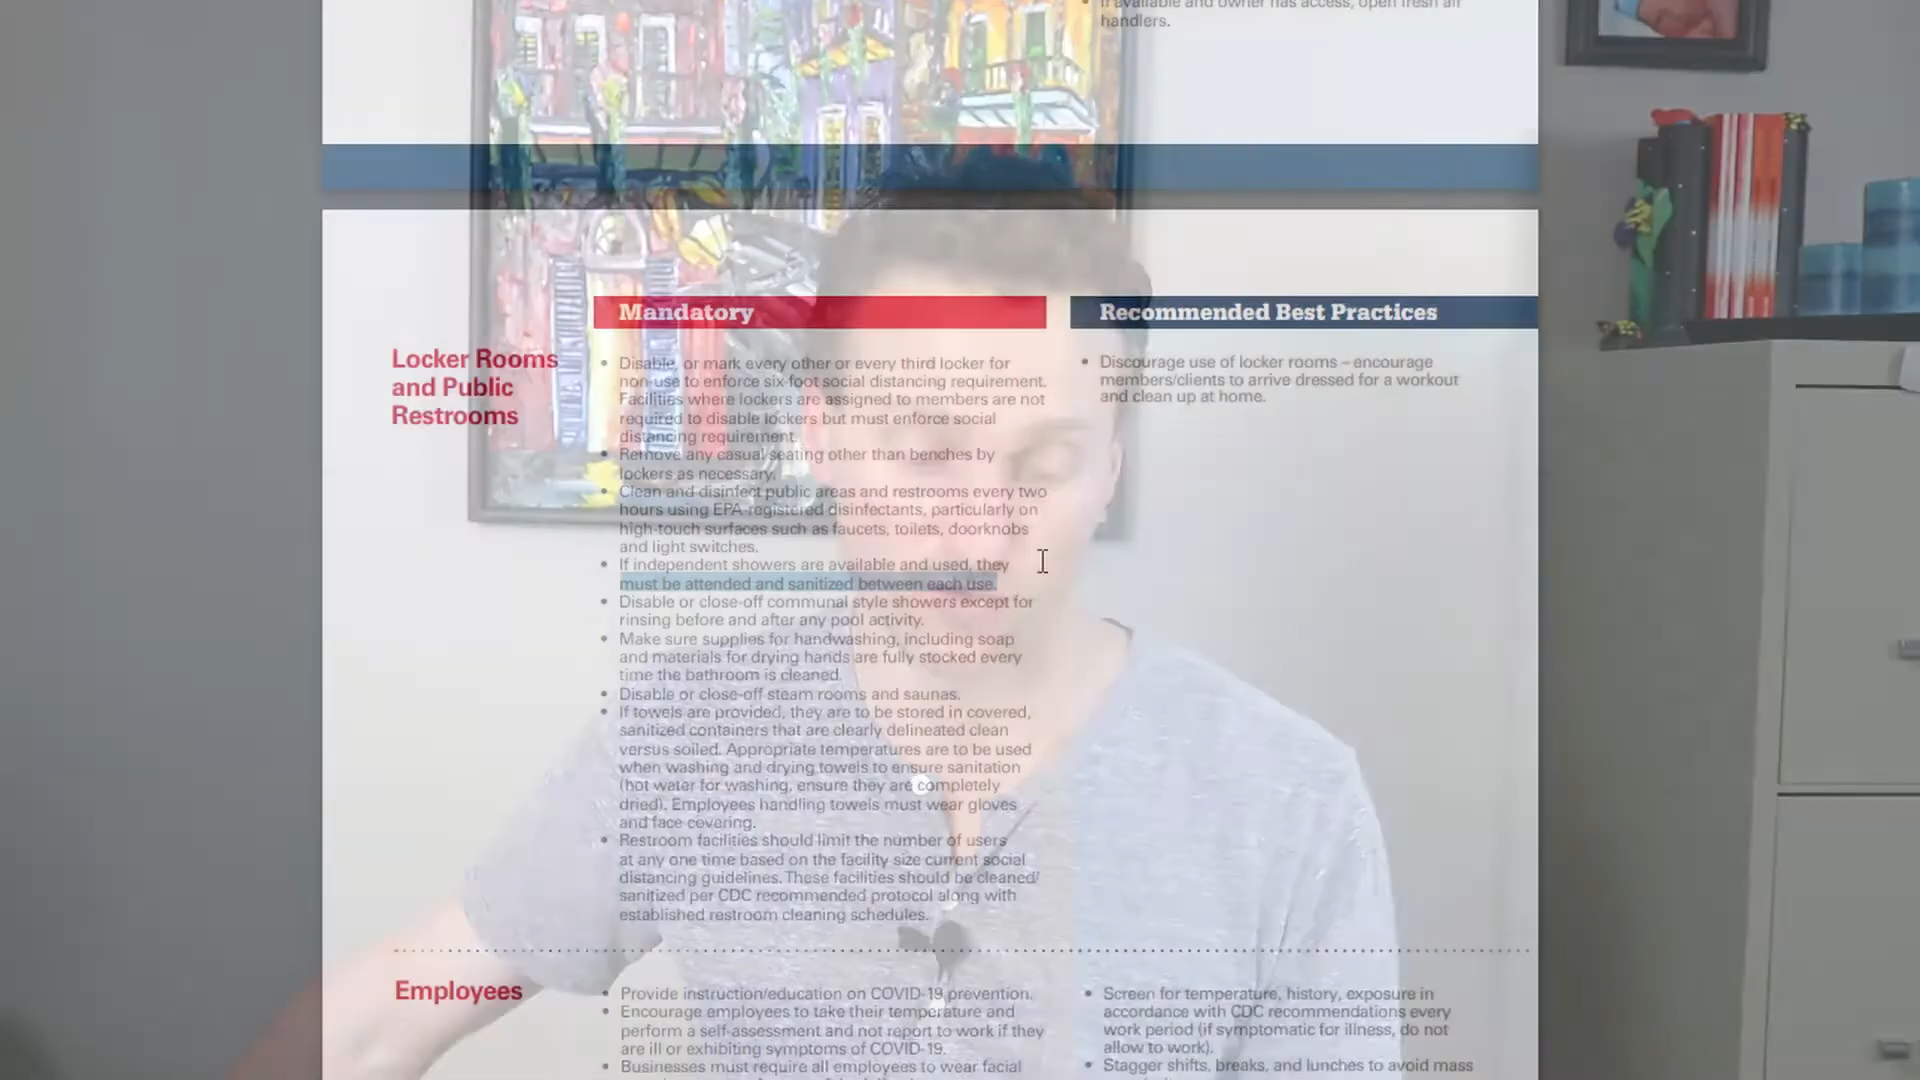 If available and owner has access, open fresh air
handlers.
Mandatory
Recommended Best Practices
Locker Rooms
and Public
Restrooms
• Disable, or mark every other or every third locker for
non-use to enforce six-foot social distancing requirement.
Facilities where lockers are assigned to members are not
required to disable lockers but must enforce social
distancing requirement.
• Remove any casual seating other than benches by
lockers as necessary.
• Clean and disinfect public areas and restrooms every two
hours using EPA-registered disinfectants, particularly on
high-touch surfaces such as faucets, toilets, doorknobs
and light switches.
• If independent showers are available and used, they
must be attended and sanitized between each use.
• Disable or close-off communal style showers except for
rinsing before and after any pool activity.
• Make sure supplies for handwashing, including soap
and materials for drying hands are fully stocked every
time the bathroom is cleaned.
• Disable or close-off steam rooms and saunas.
• If towels are provided, they are to be stored in covered,
sanitized containers that are clearly delineated clean
versus soiled. Appropriate temperatures are to be used
when washing and drying towels to ensure sanitation
(hot water for washing, ensure they are completely
dried). Employees handling towels must wear gloves
and face covering.
• Restroom facilities should limit the number of users
at any one time based on the facility size current social
distancing guidelines. These facilities should be cleaned/
sanitized per CDC recommended protocol along with
established restroom cleaning schedules.
• Discourage use of locker rooms – encourage
members/clients to arrive dressed for a workout
and clean up at home.
Employees
• Provide instruction/education on COVID-19 prevention.
• Encourage employees to take their temperature and
perform a self-assessment and not report to work if they
are ill or exhibiting symptoms of COVID-19.
• Businesses must require all employees to wear facial
• Screen for temperature, history, exposure in
accordance with CDC recommendations every
work period (if symptomatic for illness, do not
allow to work).
• Stagger shifts, breaks, and lunches to avoid mass